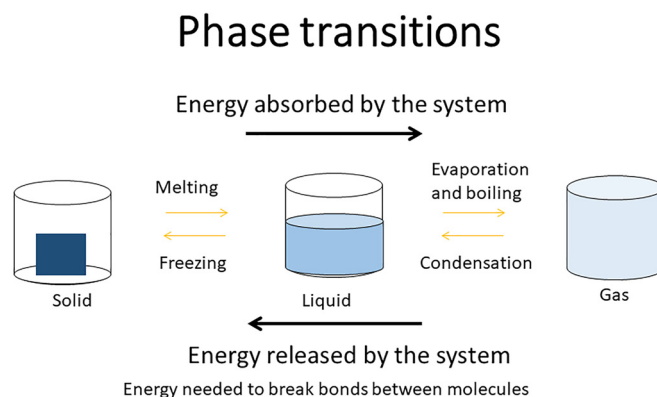 Phase transitions
Energy absorbed by the system
Melting
Evaporation
and boiling
Freezing
Condensation
Solid
Liquid
Gas
Energy released by the system
Energy needed to break bonds between molecules